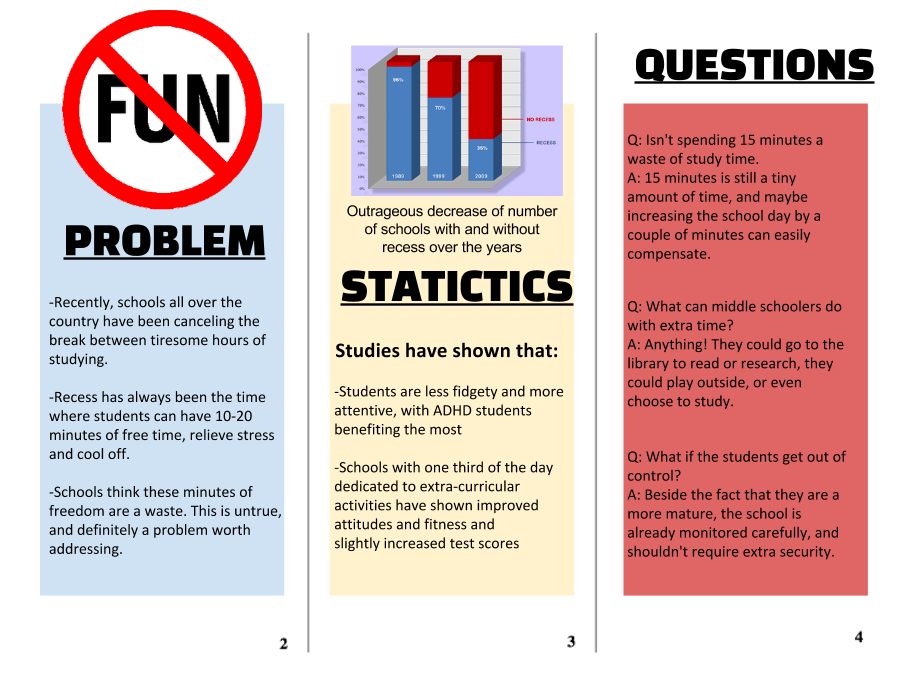 FUN
PROBLEM
-Recently, schools all over the
country have been canceling the
break between tiresome hours of
studying.
-Recess has always been the time
where students can have 10-20
minutes of free time, relieve stress
and cool off.
-Schools think these minutes of
freedom are a waste. This is untrue,
and definitely a problem worth
addressing.
2
100%
90%
80%
70%
60%
50%
40%
30%
20%
10%
0%
96%
70%
35%
NO RECESS
RECESS
1989
1999
2009
Outrageous decrease of number
of schools with and without
recess over the years
STATICTICS
Studies have shown that:
-Students are less fidgety and more
attentive, with ADHD students
benefiting the most
-Schools with one third of the day
dedicated to extra-curricular
activities have shown improved
attitudes and fitness and
slightly increased test scores
3
QUESTIONS
Q: Isn't spending 15 minutes a
waste of study time.
A: 15 minutes is still a tiny
amount of time, and maybe
increasing the school day by a
couple of minutes can easily
compensate.
Q: What can middle schoolers do
with extra time?
A: Anything! They could go to the
library to read or research, they
could play outside, or even
choose to study.
Q: What if the students get out of
control?
A: Beside the fact that they are a
more mature, the school is
already monitored carefully, and
shouldn't require extra security.
4